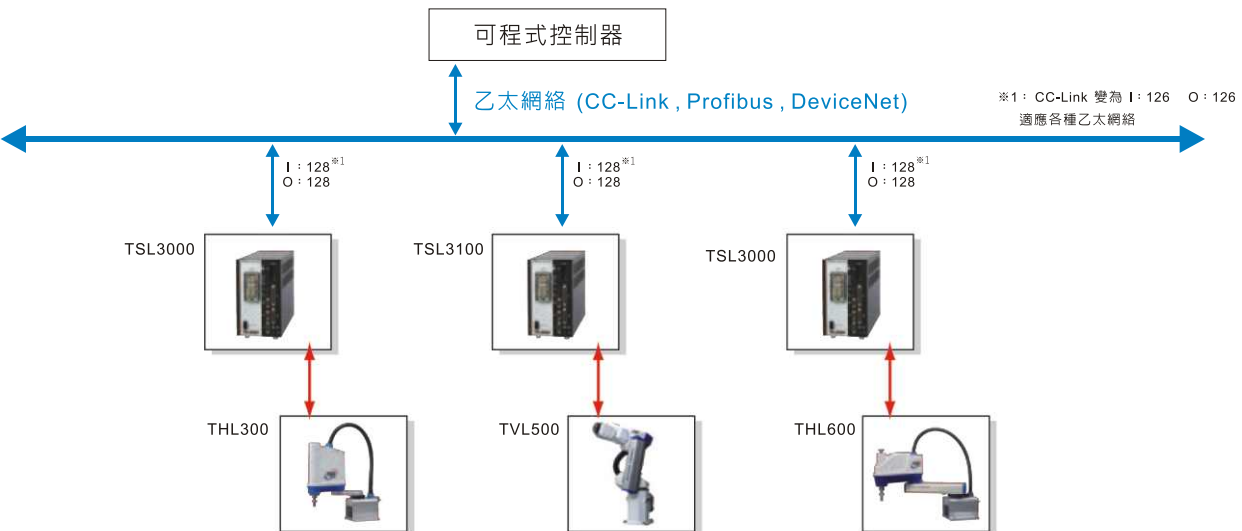 可程式控制器
乙太網絡 (CC-Link , Profibus , DeviceNet)
※1： CC-Link 變為 I：126 O：126
適應各種乙太網絡
I：128※1
O：128
I：128※1
O：128
I：128※1
O：128
TSL3000
TSL3100
TSL3000
THL300
TVL500
THL600